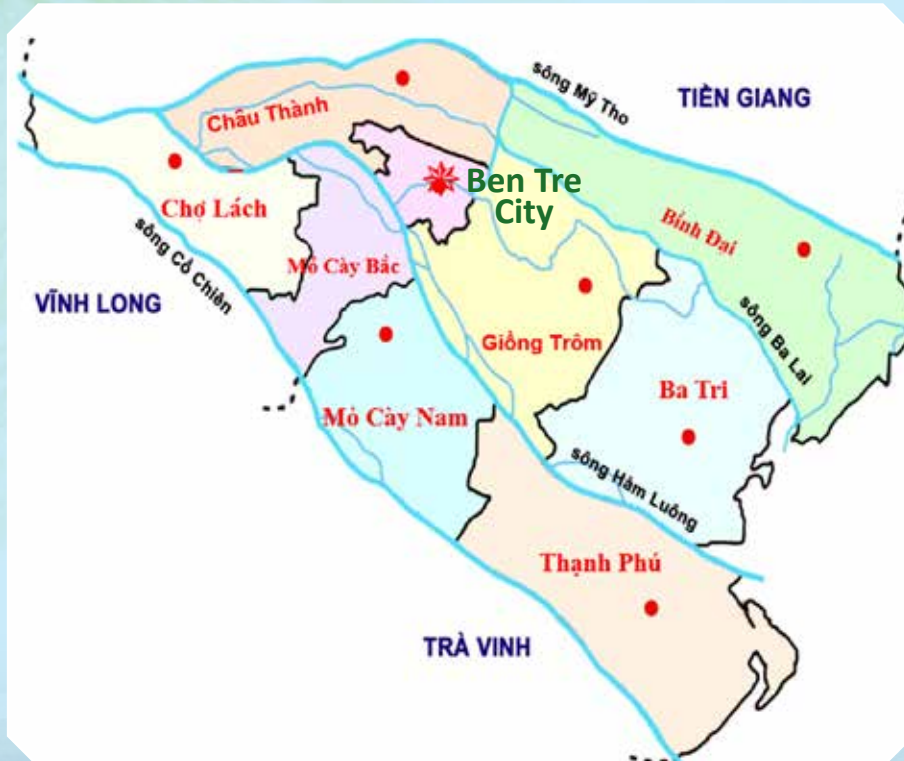 sông Mỹ Tho
TIỀN GIANG
Châu Thành
Ben Tre
City
Chợ Lách
Bình Đại
sông Cổ Chiên
Mỏ Cày Bắc
VĨNH LONG
sông Ba Lai
Giồng Trôm
Ba Tri
Mỏ Cày Nam
sông Hàm Luông
Thạnh Phú
TRÀ VINH